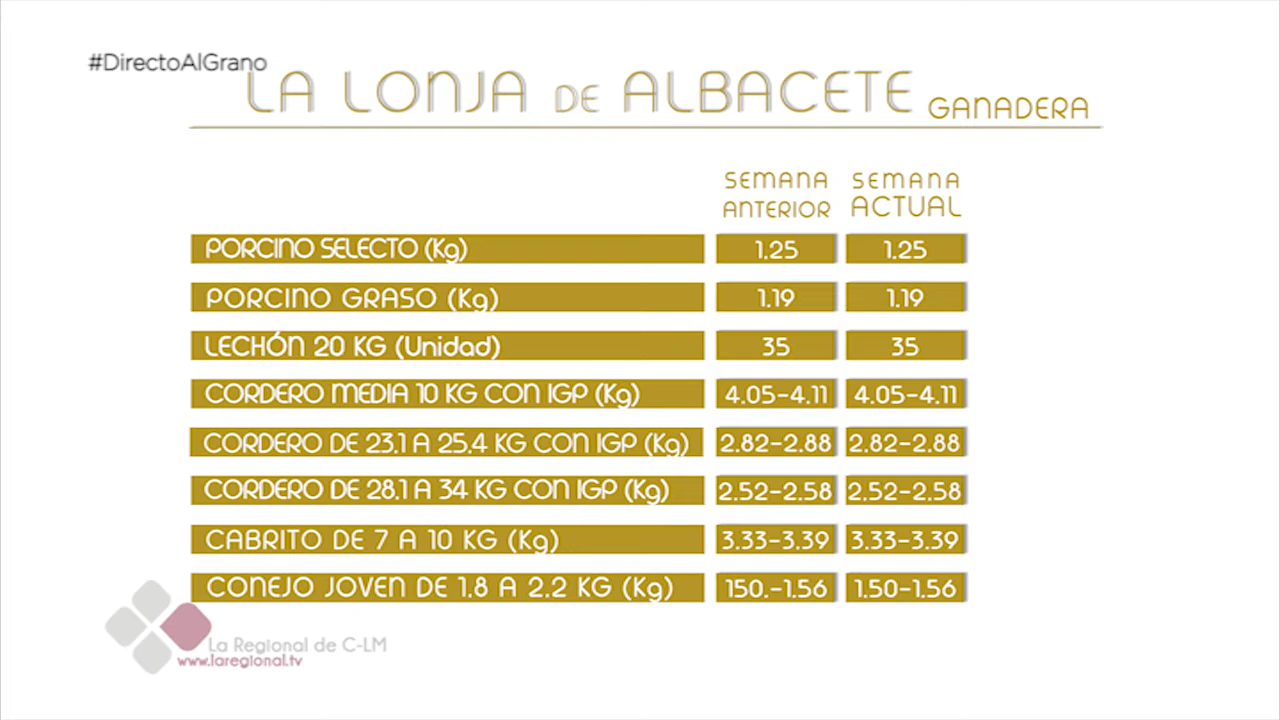 #DirectoAlGrano
LA LONJA DE ALBACETE GANADERA
SEMANA ANTERIOR SEMANA ACTUAL
PORCINO SELECTO (Kg) 1.25 1.25
PORCINO GRASO (Kg) 1.19 1.19
LECHÓN 20 KG (Unidad) 35 35
CORDERO MEDIA 10 KG CON IGP (Kg) 4.05-4.11 4.05-4.11
CORDERO DE 23.1 A 25.4 KG CON IGP (Kg) 2.82-2.88 2.82-2.88
CORDERO DE 28.1 A 34 KG CON IGP (Kg) 2.52-2.58 2.52-2.58
CABRITO DE 7 A 10 KG (Kg) 3.33-3.39 3.33-3.39
CONEJO JOVEN DE 1.8 A 2.2 KG (Kg) 150.-1.56 1.50-1.56
La Regional de C-LM
www.laregional.tv